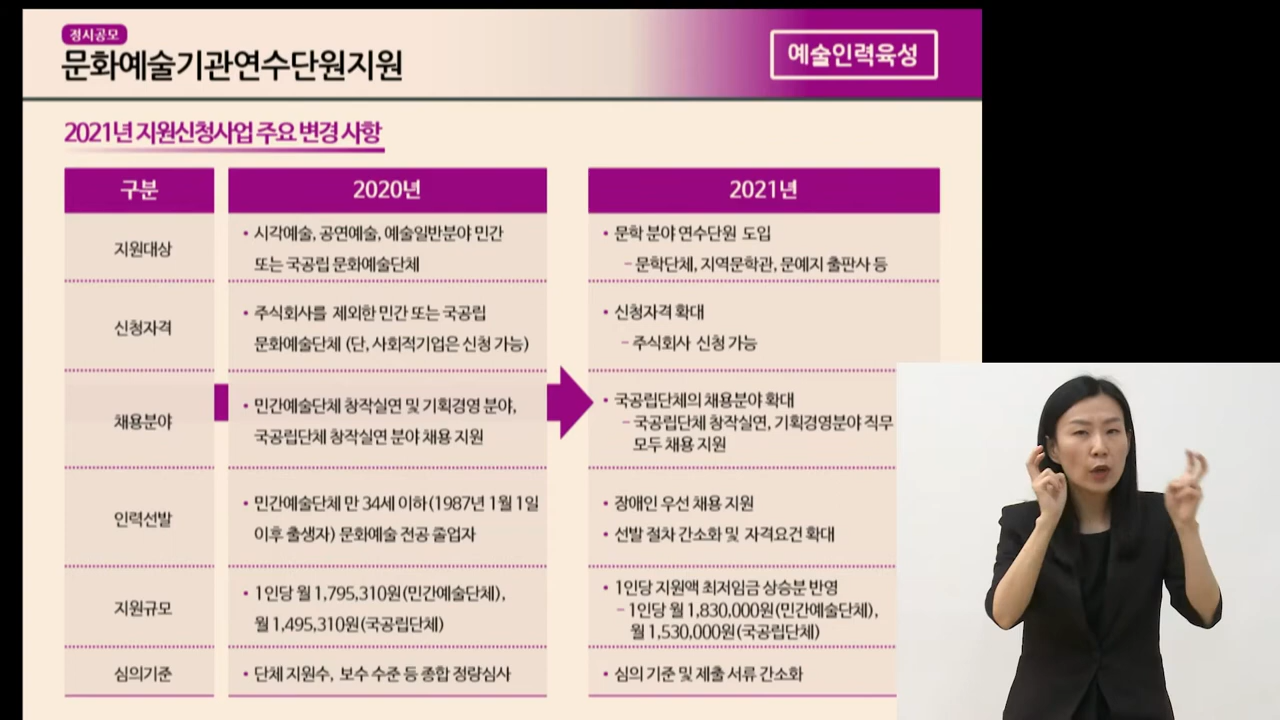 정시공모
문화예술기관연수단원지원
예술인력육성
2021년 지원신청사업 주요 변경 사항
구분
2020년
2021년
지원대상
• 시각예술, 공연예술, 예술일반분야 민간
또는 국공립 문화예술단체
• 문학 분야 연수단원 도입
- 문학단체, 지역문학관, 문예지 출판사 등
신청자격
• 주식회사를 제외한 민간 또는 국공립
문화예술단체 (단, 사회적기업은 신청 가능)
• 신청자격 확대
- 주식회사 신청 가능
채용분야
• 민간예술단체 창작실연 및 기획경영 분야,
국공립단체 창작실연 분야 채용 지원
• 국공립단체의 채용분야 확대
- 국공립단체 창작실연, 기획경영분야 직무
모두 채용 지원
인력선발
• 민간예술단체 만 34세 이하(1987년 1월 1일
이후 출생자) 문화예술 전공 졸업자
• 장애인 우선 채용 지원
• 선발 절차 간소화 및 자격요건 확대
지원규모
• 1인당 월 1,795,310원(민간예술단체),
월 1,495,310원(국공립단체)
• 1인당 지원액 최저임금 상승분 반영
- 1인당 월 1,830,000원(민간예술단체),
월 1,530,000원(국공립단체)
심의기준
• 단체 지원수, 보수 수준 등 종합 정량심사
• 심의 기준 및 제출 서류 간소화